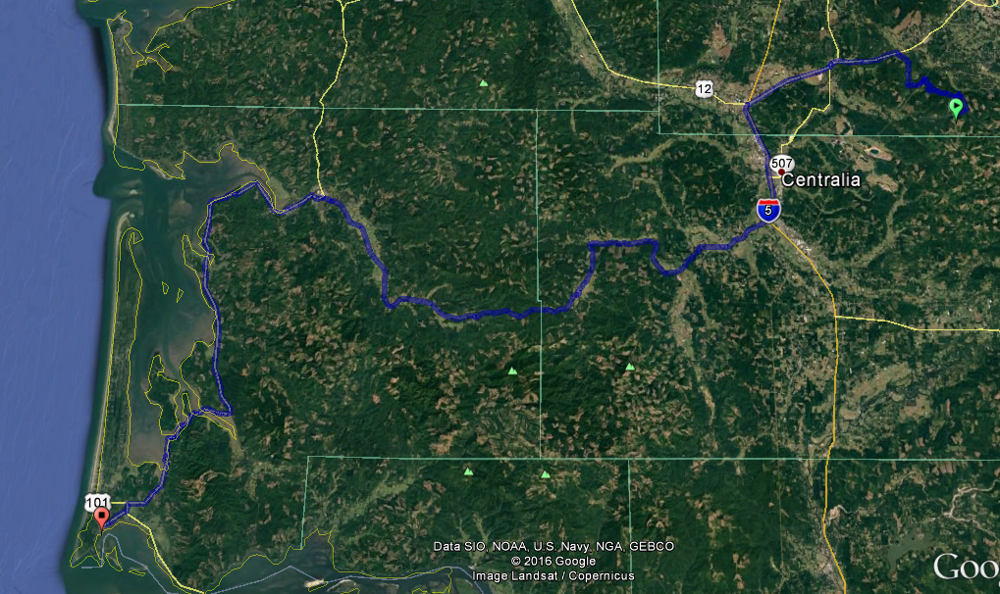 12
507
Centralia
5
101
Data SIO, NOAA, U.S. Navy, NGA, GEBCO
© 2016 Google
Image Landsat / Copernicus
Goo